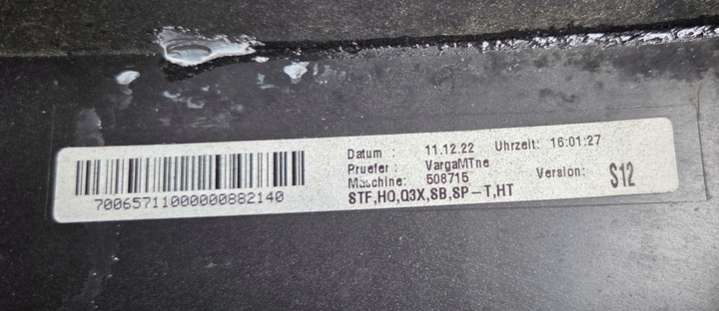 70065711000000882140
Datum : 11.12.22 Uhrzeit: 16:01:27
Pruefer : VargaMTne
Maschine: 508715 Version: S12
STF,HO,Q3X,SB,SP-T,HT